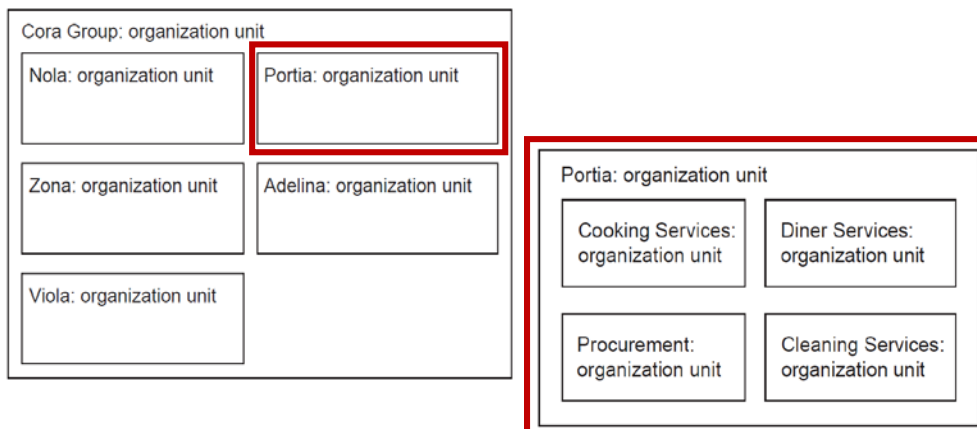 Cora Group: organization unit
Nola: organization unit
Portia: organization unit
Zona: organization unit
Adelina: organization unit
Viola: organization unit
Portia: organization unit
Cooking Services:
organization unit
Diner Services:
organization unit
Procurement:
organization unit
Cleaning Services:
organization unit